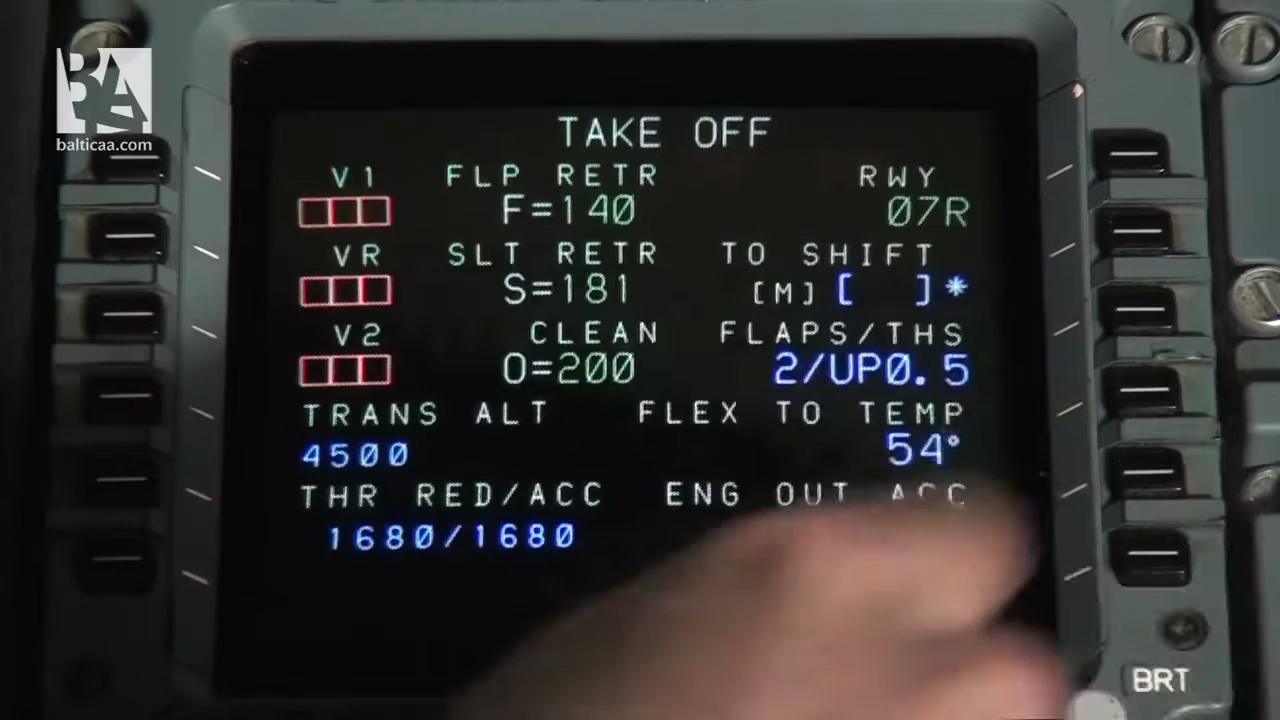 BA
balticaa.com
TAKE OFF
V1 FLP RETR RWY
F=140 07R
VR SLT RETR TO SHIFT
S=181 [M] [ ]*
V2 CLEAN FLAPS/THS
O=200 2/UP0.5
TRANS ALT FLEX TO TEMP
4500 54°
THR RED/ACC ENG OUT ACC
1680/1680
BRT